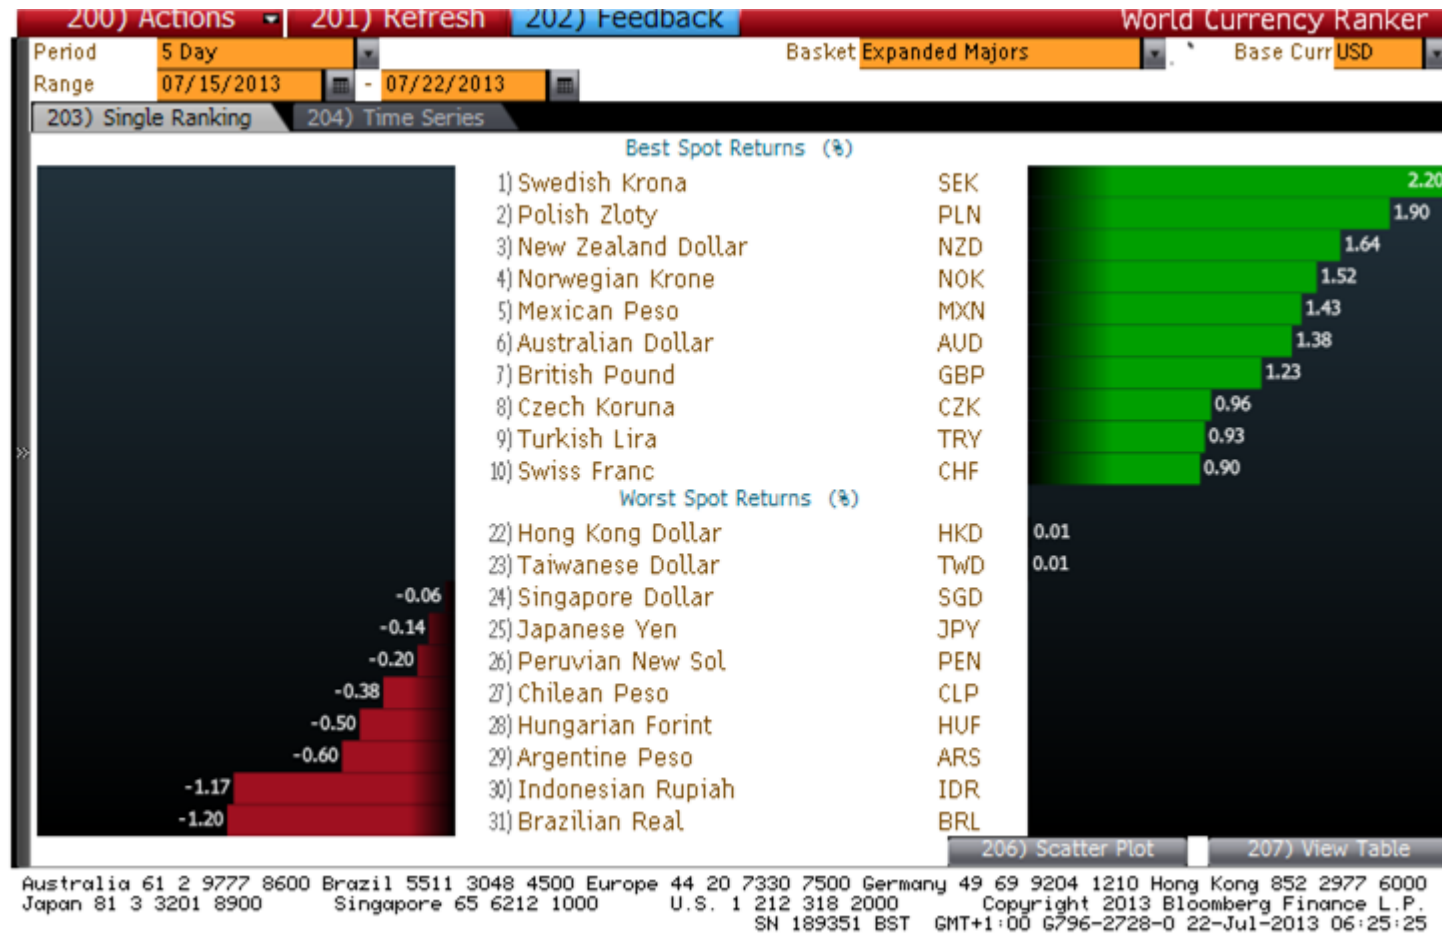 200) Actions 201) Refresh 202) Feedback World Currency Ranker
Period 5 Day Basket Expanded Majors Base Curr USD
Range 07/15/2013 - 07/22/2013
203) Single Ranking 204) Time Series
Best Spot Returns (%)
1) Swedish Krona SEK 2.20
2) Polish Zloty PLN 1.90
3) New Zealand Dollar NZD 1.64
4) Norwegian Krone NOK 1.52
5) Mexican Peso MXN 1.43
6) Australian Dollar AUD 1.38
7) British Pound GBP 1.23
8) Czech Koruna CZK 0.96
9) Turkish Lira TRY 0.93
10) Swiss Franc CHF 0.90
Worst Spot Returns (%)
22) Hong Kong Dollar HKD 0.01
23) Taiwanese Dollar TWD 0.01
-0.06 24) Singapore Dollar SGD
-0.14 25) Japanese Yen JPY
-0.20 26) Peruvian New Sol PEN
-0.38 27) Chilean Peso CLP
-0.50 28) Hungarian Forint HUF
-0.60 29) Argentine Peso ARS
-1.17 30) Indonesian Rupiah IDR
-1.20 31) Brazilian Real BRL
206) Scatter Plot 207) View Table
Australia 61 2 9777 8600 Brazil 5511 3048 4500 Europe 44 20 7330 7500 Germany 49 69 9204 1210 Hong Kong 852 2977 6000
Japan 81 3 3201 8900 Singapore 65 6212 1000 U.S. 1 212 318 2000 Copyright 2013 Bloomberg Finance L.P.
SN 189351 BST GMT+1:00 G796-2728-0 22-Jul-2013 06:25:25